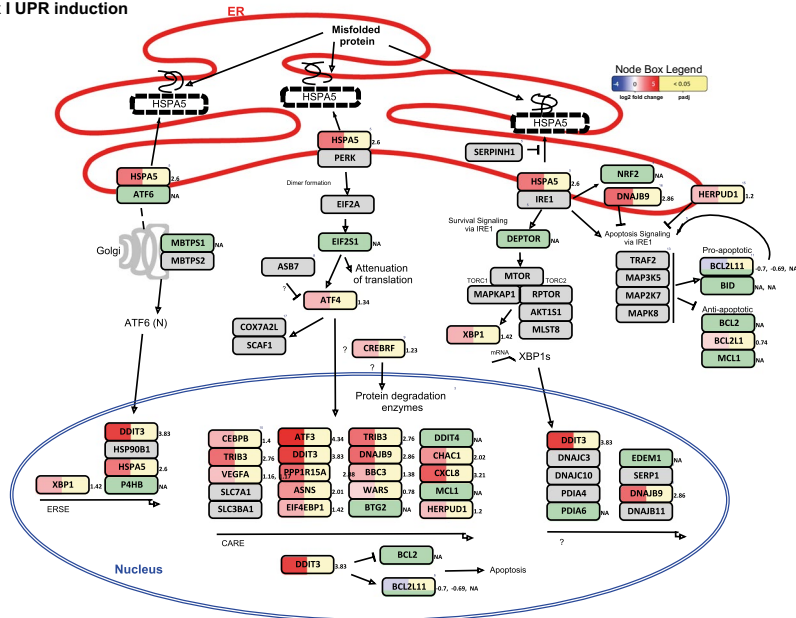 I UPR induction
ER
Misfolded
protein
Node Box Legend
-4 0 5 < 0.05
log2 fold change padj
HSPA5
HSPA5
HSPA5
HSPA5 2.6
PERK
SERPINH1
HSPA5 2.6
ATF6 NA
HSPA5 2.6
IRE1
NRF2 NA
DNAJB9 2.86
HERPUD1 1.2
Dimer formation
EIF2A
Golgi
MBTPS1 NA
MBTPS2
EIF2S1 NA
Survival Signaling
via IRE1
DEPTOR NA
Apoptosis Signaling
via IRE1
TRAF2
MAP3K5
MAP2K7
MAPK8
Pro-apoptotic
BCL2L11 -0.7, -0.69, NA
BID NA, NA
ASB7
?
Attenuation
of translation
MTOR
TORC1 TORC2
MAPKAP1 RPTOR
AKT1S1
MLST8
ATF4 1.34
Anti-apoptotic
BCL2 NA
BCL2L1 0.74
MCL1 NA
ATF6 (N)
COX7A2L
SCAF1
XBP1 1.42
? CREBRF 1.23
?
mRNA XBP1s
Protein degradation
enzymes
DDIT3 3.83
HSP90B1
HSPA5 2.6
P4HB NA
XBP1 1.42
ERSE
CEBPB 1.4
TRIB3 2.76
VEGFA 1.16,
SLC7A1
SLC3BA1
ATF3 4.34
DDIT3 3.83
PPP1R15A
ASNS 2.01
EIF4EBP1 1.42
TRIB3 2.76
DNAJB9 2.86
BBC3 1.38
WARS 0.78
BTG2 NA
DDIT4 NA
CHAC1 2.02
CXCL8 3.21
MCL1 NA
HERPUD1 1.2
CARE
DDIT3 3.83
DNAJC3
DNAJC10
PDIA4
PDIA6 NA
EDEM1 NA
SERP1
DNAJB9 2.86
DNAJB11
?
Nucleus
DDIT3 3.83
BCL2 NA
BCL2L11 -0.7, -0.69, NA
Apoptosis